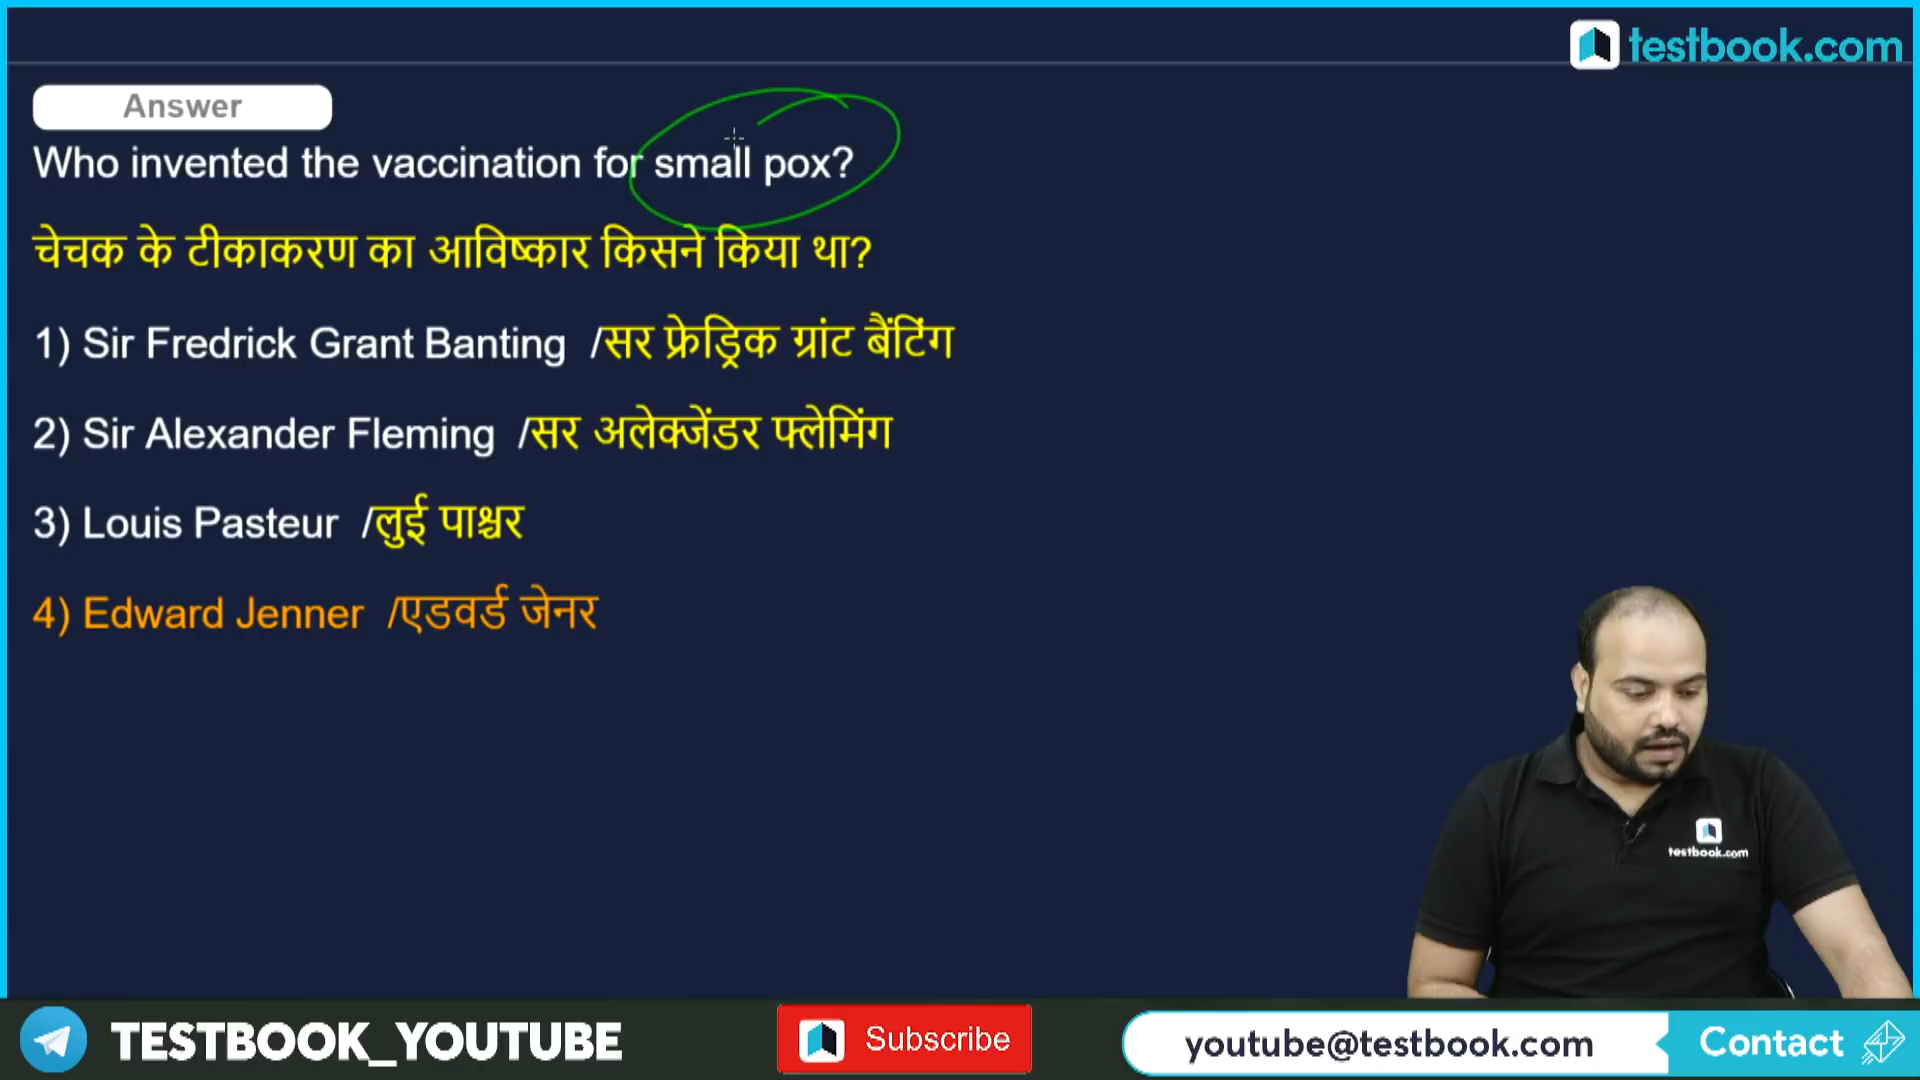 testbook.com
Answer
Who invented the vaccination for small pox?
चेचक के टीकाकरण का आविष्कार किसने किया था?
1) Sir Fredrick Grant Banting /सर फ्रेड्रिक ग्रांट बैंटिंग
2) Sir Alexander Fleming /सर अलेक्जेंडर फ्लेमिंग
3) Louis Pasteur /लुई पाश्चर
4) Edward Jenner /एडवर्ड जेनर
testbook.com
TESTBOOK_YOUTUBE
Subscribe
youtube@testbook.com
Contact